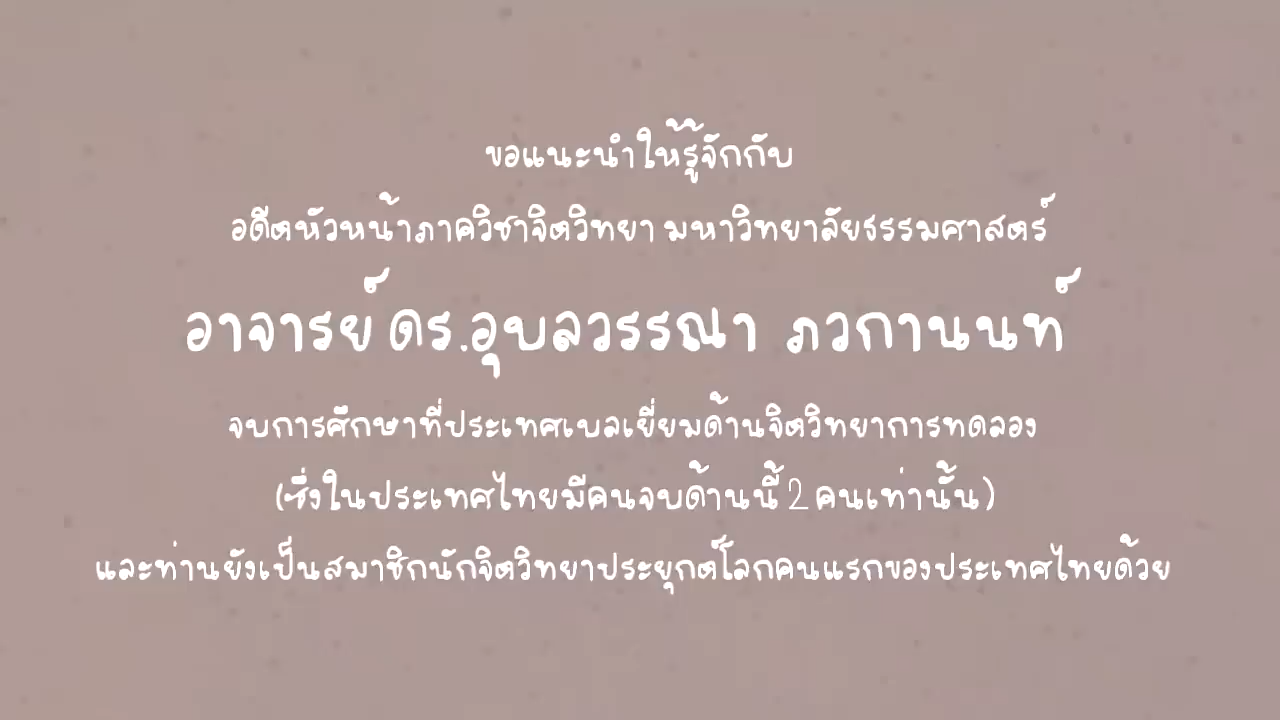 ขอแนะนำให้รู้จักกับ
อดีตหัวหน้าภาควิชาจิตวิทยา มหาวิทยาลัยธรรมศาสตร์
อาจารย์ ดร.อุบลวรรณา ภวกานนท์
จบการศึกษาที่ประเทศเบลเยี่ยมด้านจิตวิทยาการทดลอง
(ซึ่งในประเทศไทยมีคนจบด้านนี้ 2 คนเท่านั้น)
และท่านยังเป็นสมาชิกนักจิตวิทยาประยุกต์โลกคนแรกของประเทศไทยด้วย